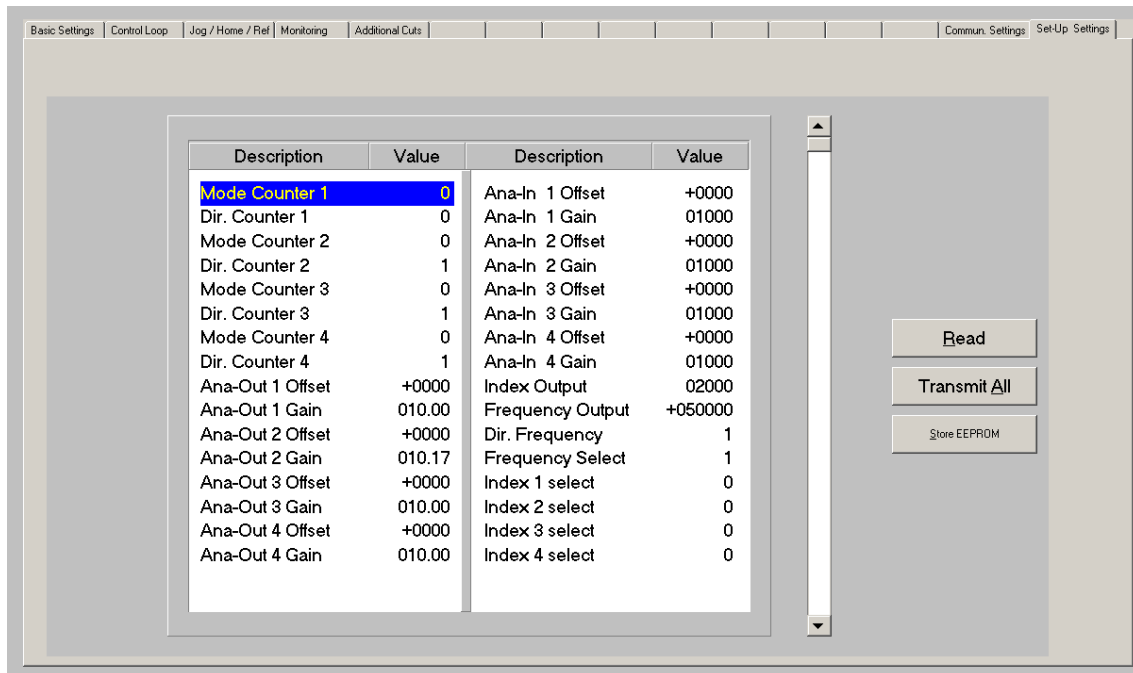 Basic Settings Control Loop Jog / Home / Ref Monitoring Additional Cuts Commun. Settings Set-Up Settings
Description Value Description Value
Mode Counter 1 0 Ana-In 1 Offset +0000
Dir. Counter 1 0 Ana-In 1 Gain 01000
Mode Counter 2 0 Ana-In 2 Offset +0000
Dir. Counter 2 1 Ana-In 2 Gain 01000
Mode Counter 3 0 Ana-In 3 Offset +0000
Dir. Counter 3 1 Ana-In 3 Gain 01000
Mode Counter 4 0 Ana-In 4 Offset +0000
Dir. Counter 4 1 Ana-In 4 Gain 01000
Ana-Out 1 Offset +0000 Index Output 02000
Ana-Out 1 Gain 010.00 Frequency Output +050000
Ana-Out 2 Offset +0000 Dir. Frequency 1
Ana-Out 2 Gain 010.17 Frequency Select 1
Ana-Out 3 Offset +0000 Index 1 select 0
Ana-Out 3 Gain 010.00 Index 2 select 0
Ana-Out 4 Offset +0000 Index 3 select 0
Ana-Out 4 Gain 010.00 Index 4 select 0
Read
Transmit All
Store EEPROM